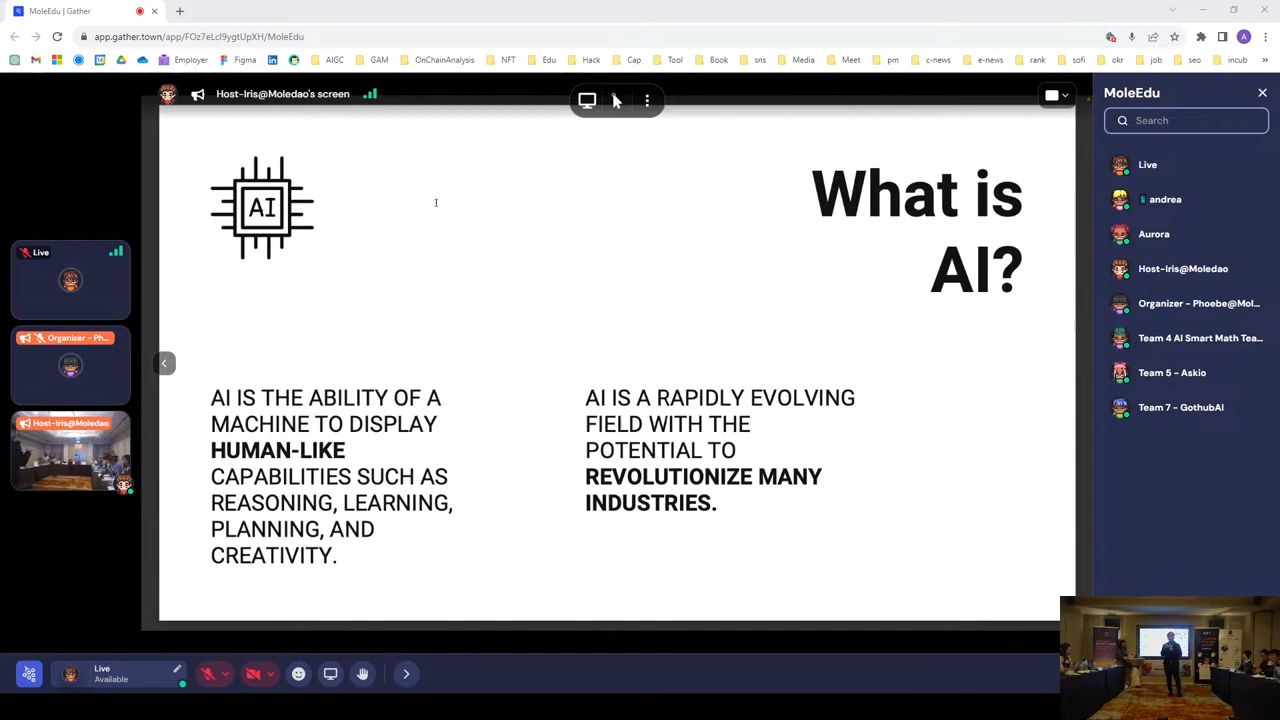 MoleEdu | Gather
app.gather.town/app/FOz7eLcI9ygtUpXH/MoleEdu
A
Employer
Figma
AIGC
GAM
OnChainAnalysis
NFT
Edu
Hack
Cap
Tool
Book
sns
Media
Meet
pm
c-news
e-news
rank
sofi
okr
job
seo
incub
Host-Iris@Moledao's screen
MoleEdu
Search
Live
andrea
Aurora
Host-Iris@Moledao
Organizer - Phoebe@Mol...
Team 4 AI Smart Math Tea...
Team 5 - Askio
Team 7 - GothubAI
Live
Organizer - Ph...
Host-Iris@Moledao
AI
What is
AI?
AI IS THE ABILITY OF A
MACHINE TO DISPLAY
HUMAN-LIKE
CAPABILITIES SUCH AS
REASONING, LEARNING,
PLANNING, AND
CREATIVITY.
AI IS A RAPIDLY EVOLVING
FIELD WITH THE
POTENTIAL TO
REVOLUTIONIZE MANY
INDUSTRIES.
Live
Available